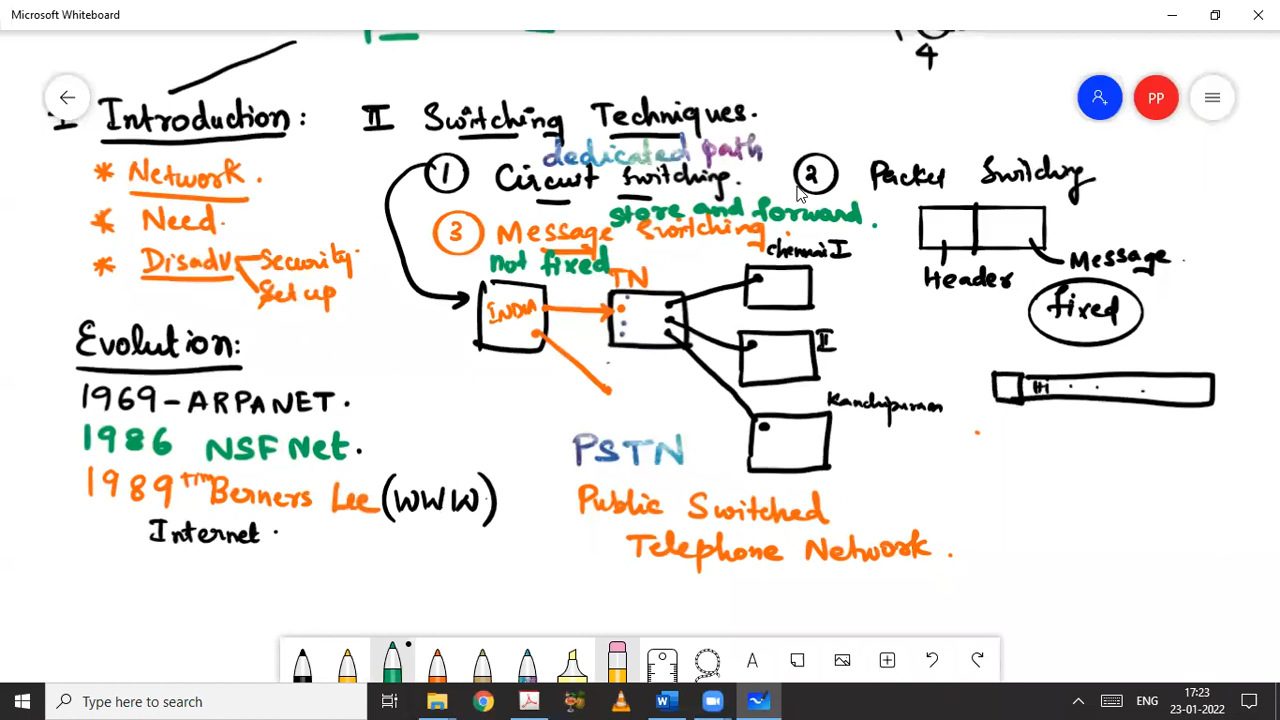 Microsoft Whiteboard
4
PP
I Introduction:
* Network.
* Need.
* Disadv
Security
Set up
Evolution:
1969-ARPANET.
1986 NSFNet.
1989 Tim Berners Lee (WWW)
Internet.
II Switching Techniques.
dedicated path
1 Circuit Switching.
store and forward.
3 Message Switching.
not fixed
INDIA
TN
Chennai I
II
Kanchipuram
PSTN
Public Switched
Telephone Network.
2 Packet Switching
Header
Message.
fixed
Hi
Type here to search
ENG
17:23
23-01-2022